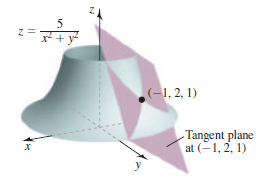 z
z = 5 / (x² + y²)
(−1, 2, 1)
Tangent plane
at (−1, 2, 1)
x
y